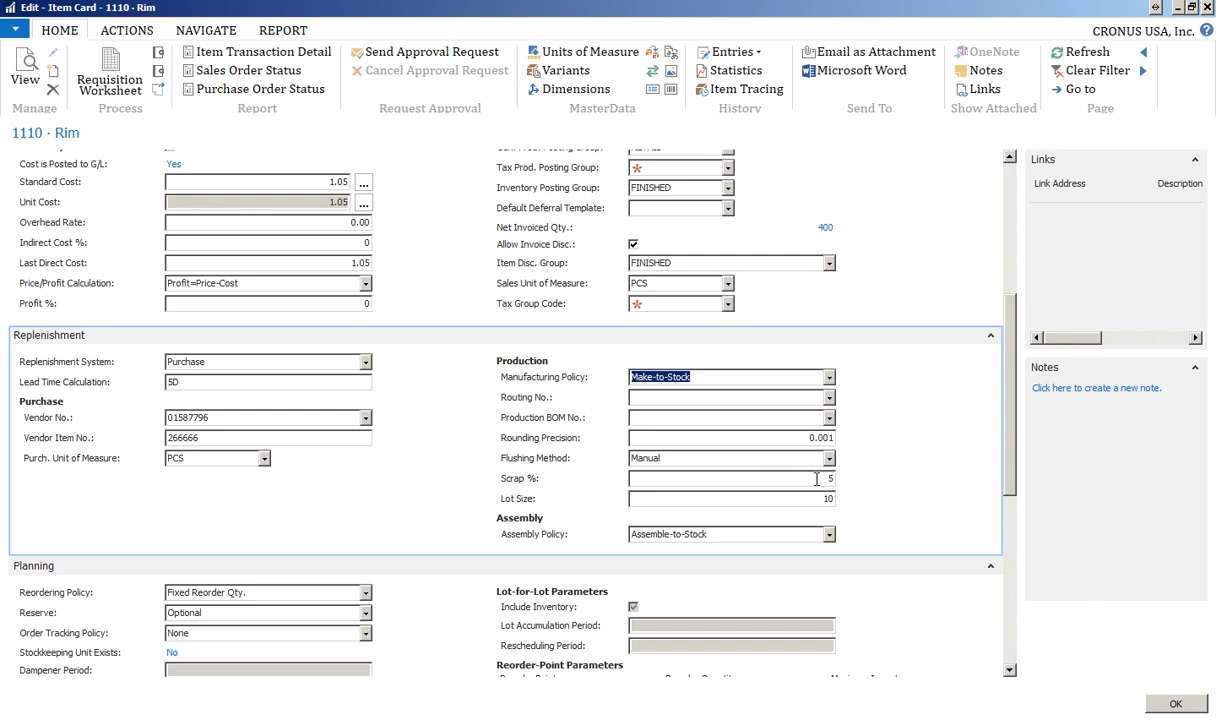 Edit - Item Card - 1110 · Rim
HOME ACTIONS NAVIGATE REPORT CRONUS USA, Inc. ?
View Requisition Worksheet
Manage Process
Item Transaction Detail
Sales Order Status
Purchase Order Status
Report
Send Approval Request
Cancel Approval Request
Request Approval
Units of Measure
Variants
Dimensions
MasterData
Entries
Statistics
Item Tracing
History
Email as Attachment
Microsoft Word
Send To
OneNote
Notes
Links
Show Attached
Refresh
Clear Filter
Go to
Page
1110 · Rim
Cost is Posted to G/L: Yes
Standard Cost: 1.05 ...
Unit Cost: 1.05 ...
Overhead Rate: 0.00
Indirect Cost %: 0
Last Direct Cost: 1.05
Price/Profit Calculation: Profit=Price-Cost
Profit %: 0
Tax Prod. Posting Group: *
Inventory Posting Group: FINISHED
Default Deferral Template:
Net Invoiced Qty.: 400
Allow Invoice Disc.:
Item Disc. Group: FINISHED
Sales Unit of Measure: PCS
Tax Group Code: *
Replenishment
Replenishment System: Purchase
Lead Time Calculation: 5D
Purchase
Vendor No.: 01587796
Vendor Item No.: 266666
Purch. Unit of Measure: PCS
Production
Manufacturing Policy: Make-to-Stock
Routing No.:
Production BOM No.:
Rounding Precision: 0.001
Flushing Method: Manual
Scrap %: 5
Lot Size: 10
Assembly
Assembly Policy: Assemble-to-Stock
Planning
Reordering Policy: Fixed Reorder Qty.
Reserve: Optional
Order Tracking Policy: None
Stockkeeping Unit Exists: No
Dampener Period:
Lot-for-Lot Parameters
Include Inventory:
Lot Accumulation Period:
Rescheduling Period:
Reorder-Point Parameters
Links
Link Address Description
Notes
Click here to create a new note.
OK